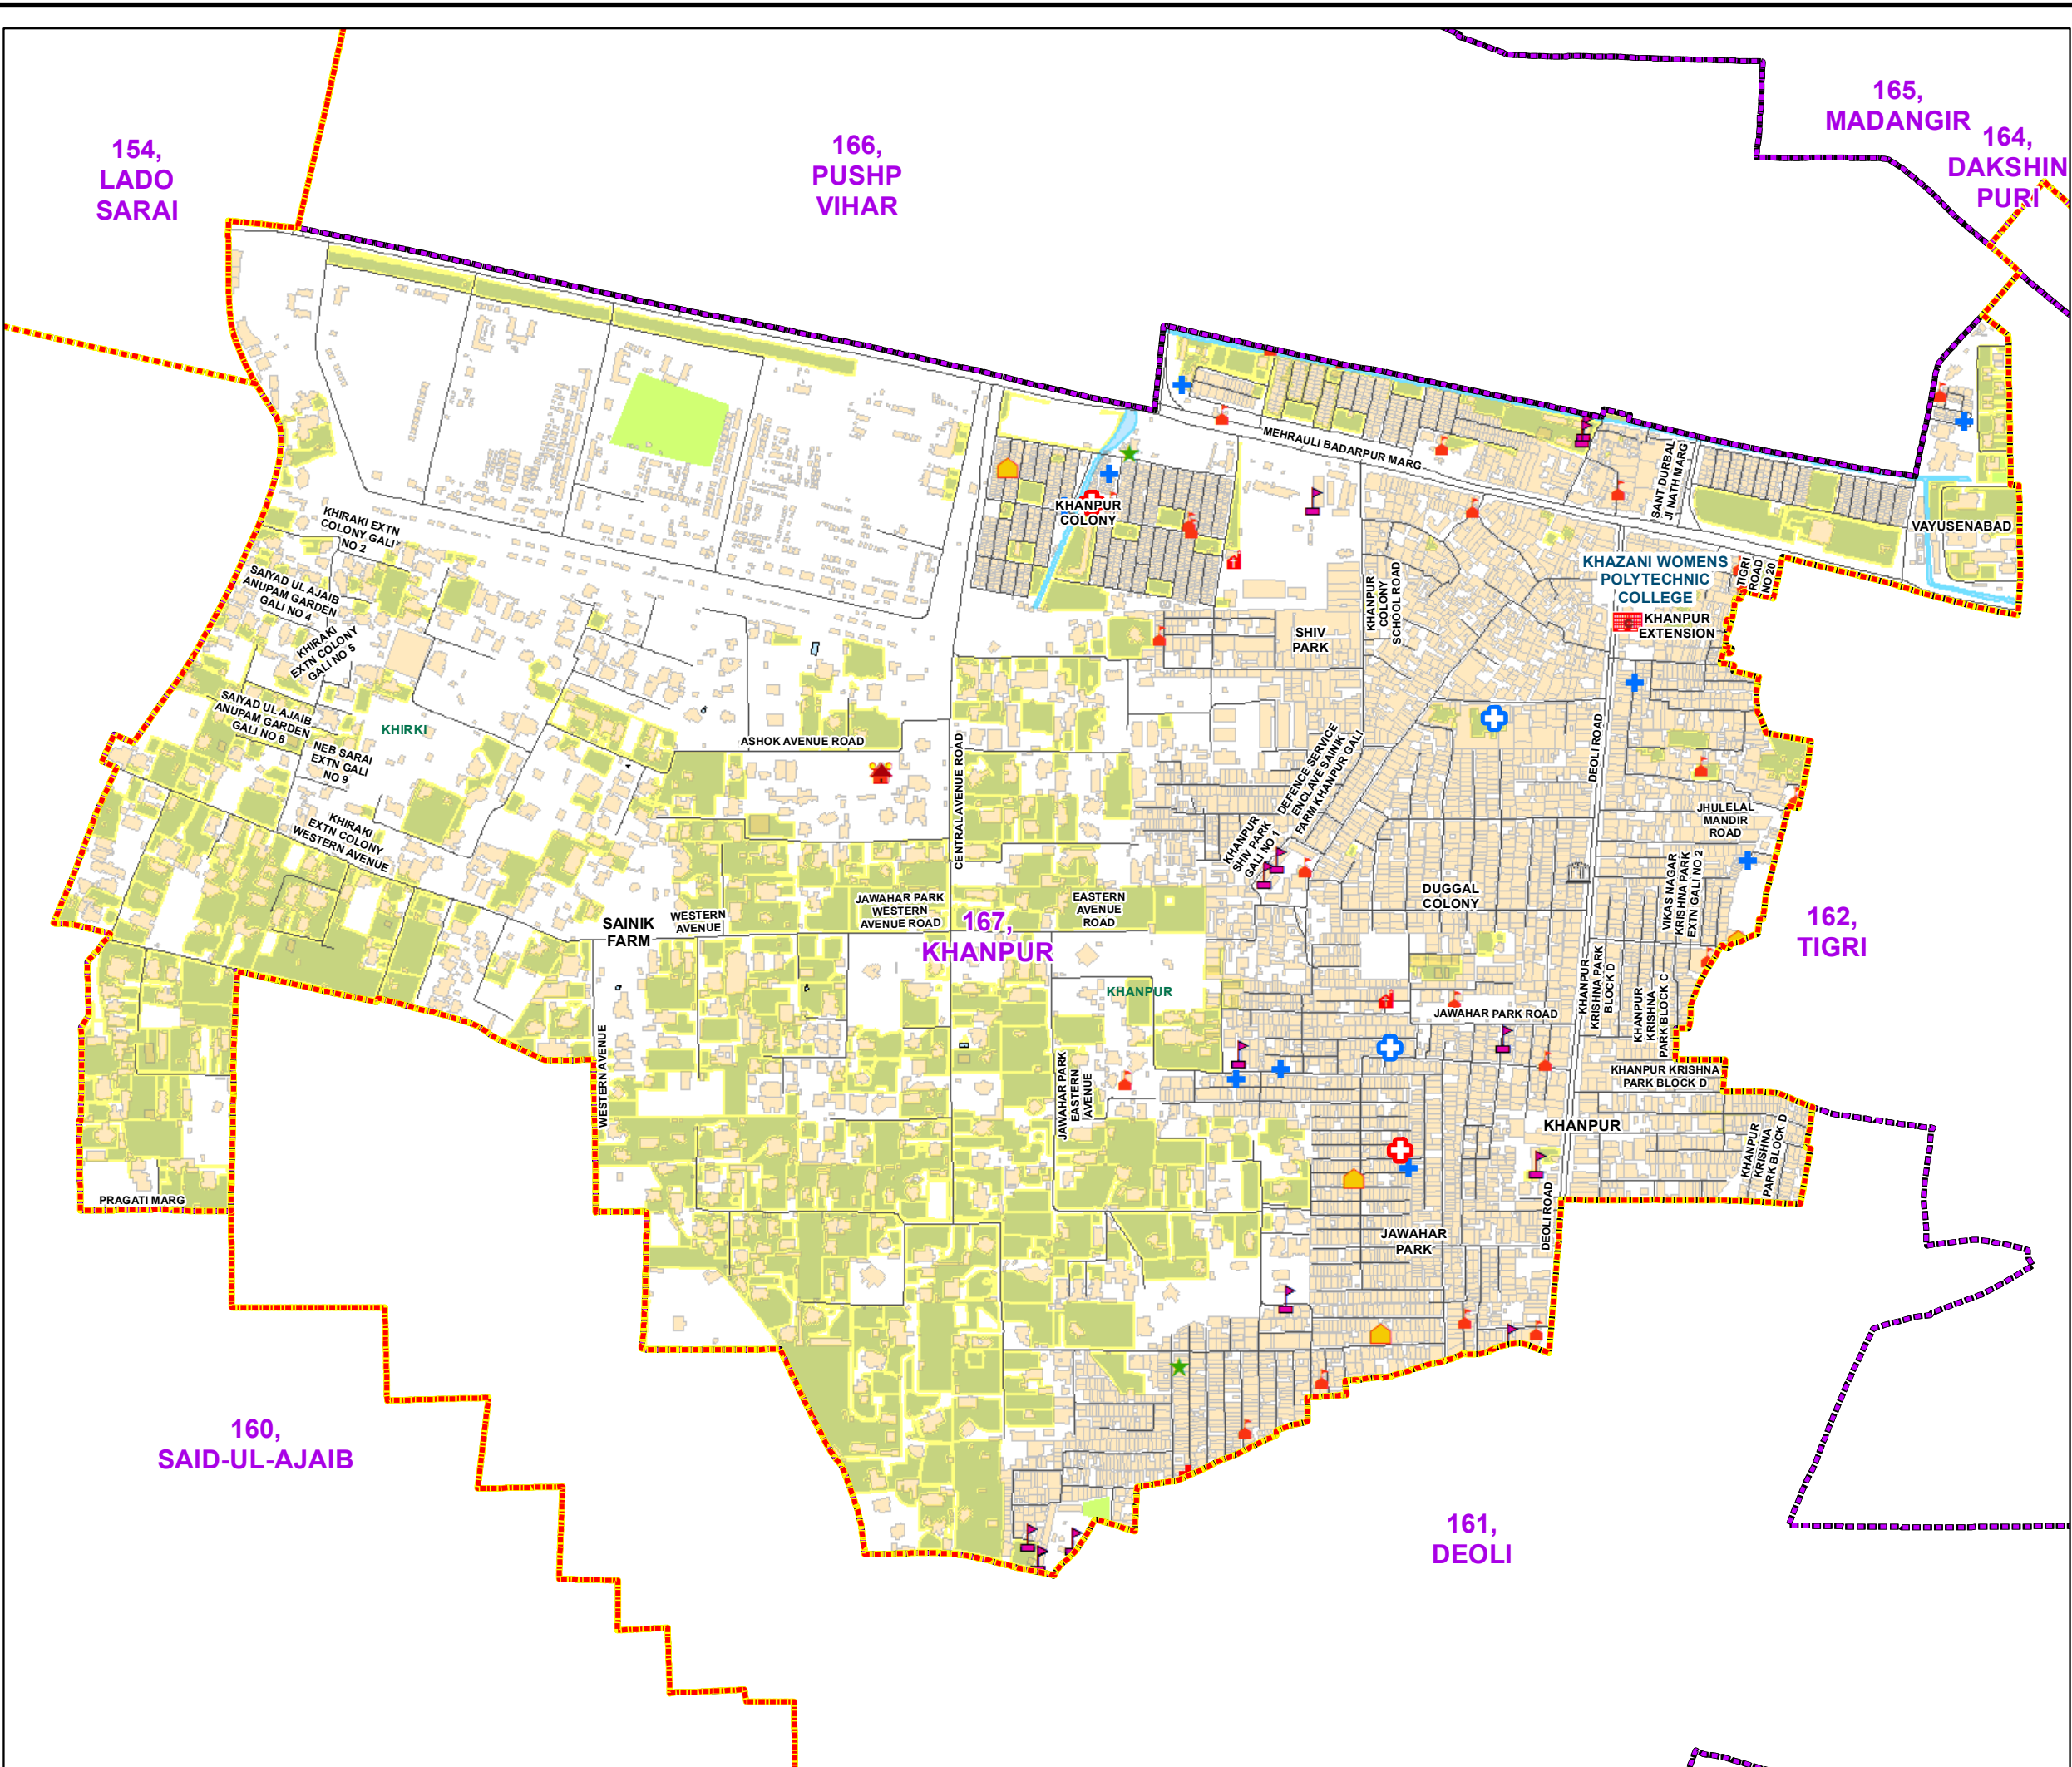 165,
MADANGIR
164,
DAKSHIN
PURI
154,
LADO
SARAI
166,
PUSHP
VIHAR
MEHRAULI BADARPUR MARG
SANT DURBAL
JI NATH MARG
VAYUSENABAD
KHANPUR
COLONY
KHIRAKI EXTN
COLONY GALI
NO 2
SAIYAD UL AJAIB
ANUPAM GARDEN
GALI NO 4
KHIRAKI
EXTN COLONY
GALI NO 5
SAIYAD UL AJAIB
ANUPAM GARDEN
GALI NO 8
NEB SARAI
EXTN GALI
NO 9
KHIRKI
KHIRAKI
EXTN COLONY
WESTERN AVENUE
KHAZANI WOMENS
POLYTECHNIC
COLLEGE
TIGRI
ROAD
NO 20
KHANPUR
EXTENSION
KHANPUR
COLONY
SCHOOL ROAD
SHIV
PARK
ASHOK AVENUE ROAD
CENTRAL AVENUE ROAD
DEOLI ROAD
DEFENCE SERVICE
ENCLAVE SAINIK
FARM KHANPUR GALI
KHANPUR
SHIV PARK
GALI NO 1
JHULELAL
MANDIR
ROAD
VIKAS NAGAR
KRISHNA PARK
EXTN GALI NO 2
DUGGAL
COLONY
SAINIK
FARM
WESTERN
AVENUE
JAWAHAR PARK
WESTERN
AVENUE ROAD
EASTERN
AVENUE
ROAD
167,
KHANPUR
162,
TIGRI
KHANPUR
KHANPUR
KRISHNA PARK
BLOCK D
KHANPUR
KRISHNA
PARK BLOCK C
JAWAHAR PARK ROAD
WESTERN AVENUE
JAWAHAR PARK
EASTERN
AVENUE
KHANPUR KRISHNA
PARK BLOCK D
KHANPUR
KHANPUR
KRISHNA
PARK BLOCK D
PRAGATI MARG
DEOLI ROAD
JAWAHAR
PARK
160,
SAID-UL-AJAIB
161,
DEOLI